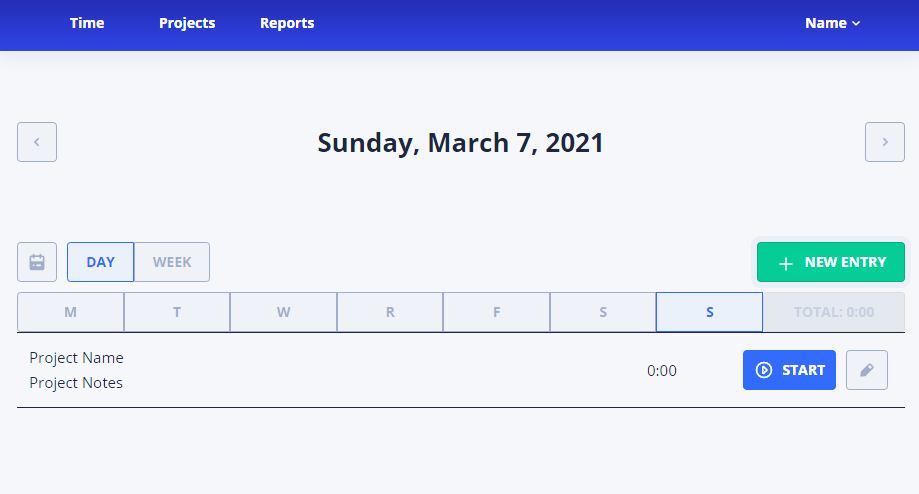 Time Projects Reports Name
Sunday, March 7, 2021
DAY WEEK NEW ENTRY
M T W R F S S TOTAL: 0:00
Project Name
Project Notes
0:00 START